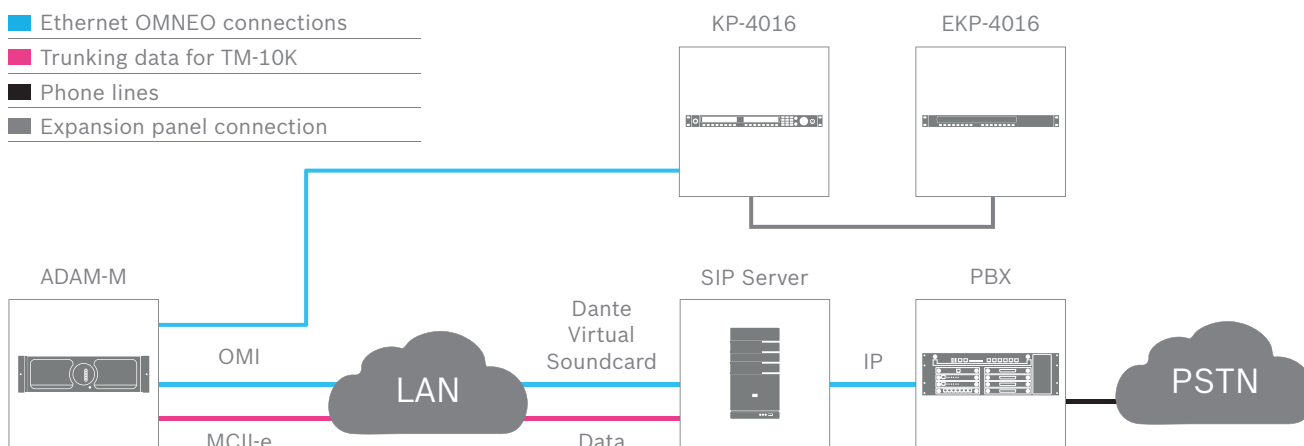 Ethernet OMNEO connections
Trunking data for TM-10K
Phone lines
Expansion panel connection
KP-4016
EKP-4016
ADAM-M
OMI
MCII-e
LAN
Dante
Virtual
Soundcard
Data
SIP Server
IP
PBX
PSTN